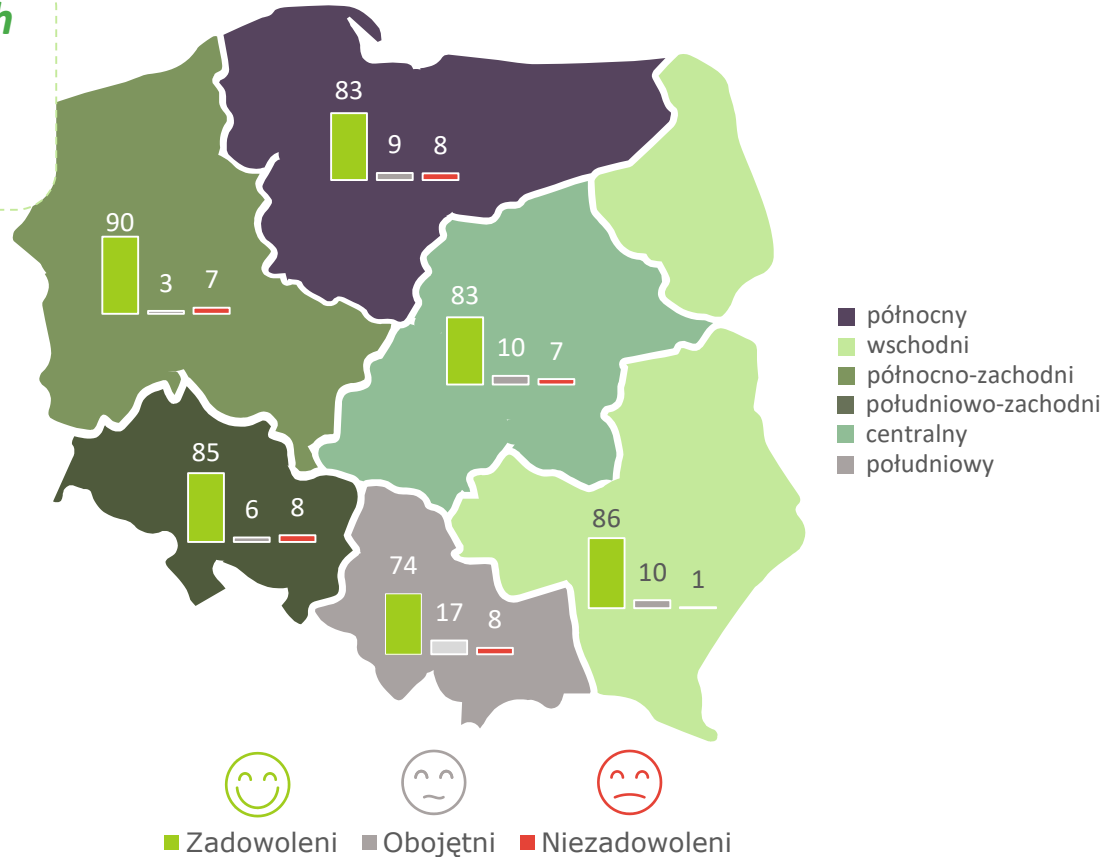 h
83
9 8
90
3 7
83
10 7
północny
wschodni
północno-zachodni
południowo-zachodni
centralny
południowy
85
6 8
86
10 1
74
17 8
Zadowoleni Obojętni Niezadowoleni